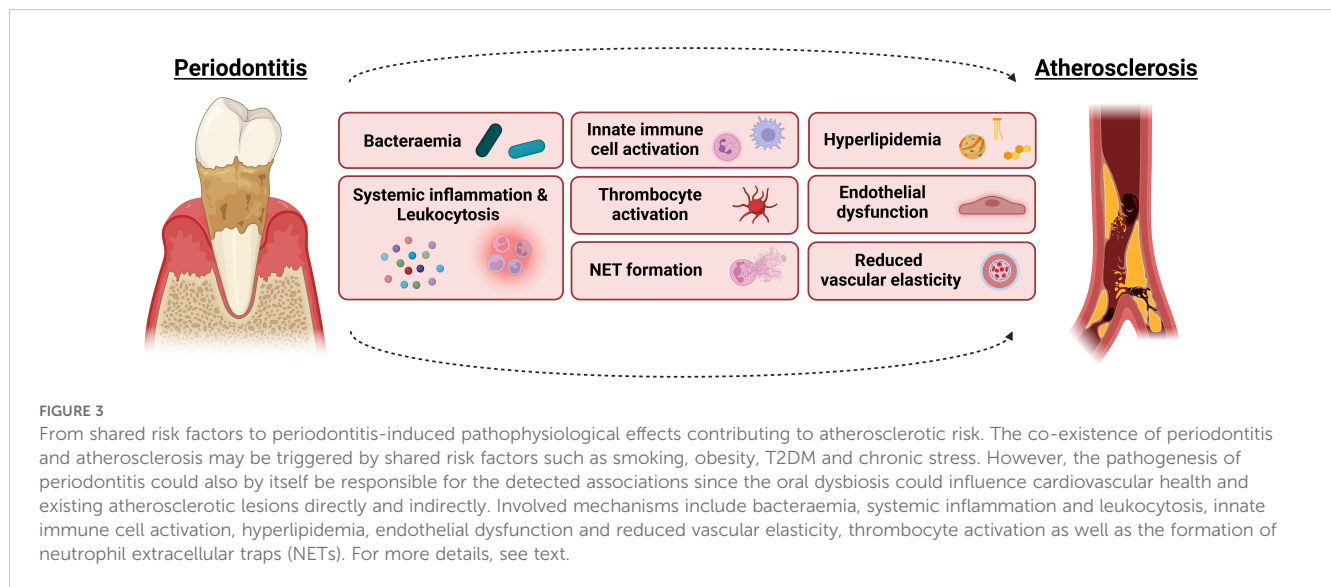 Periodontitis
Atherosclerosis
Bacteraemia
Innate immune
cell activation
Hyperlipidemia
Systemic inflammation &
Leukocytosis
Thrombocyte
activation
Endothelial
dysfunction
NET formation
Reduced
vascular elasticity
FIGURE 3
From shared risk factors to periodontitis-induced pathophysiological effects contributing to atherosclerotic risk. The co-existence of periodontitis
and atherosclerosis may be triggered by shared risk factors such as smoking, obesity, T2DM and chronic stress. However, the pathogenesis of
periodontitis could also by itself be responsible for the detected associations since the oral dysbiosis could influence cardiovascular health and
existing atherosclerotic lesions directly and indirectly. Involved mechanisms include bacteraemia, systemic inflammation and leukocytosis, innate
immune cell activation, hyperlipidemia, endothelial dysfunction and reduced vascular elasticity, thrombocyte activation as well as the formation of
neutrophil extracellular traps (NETs). For more details, see text.